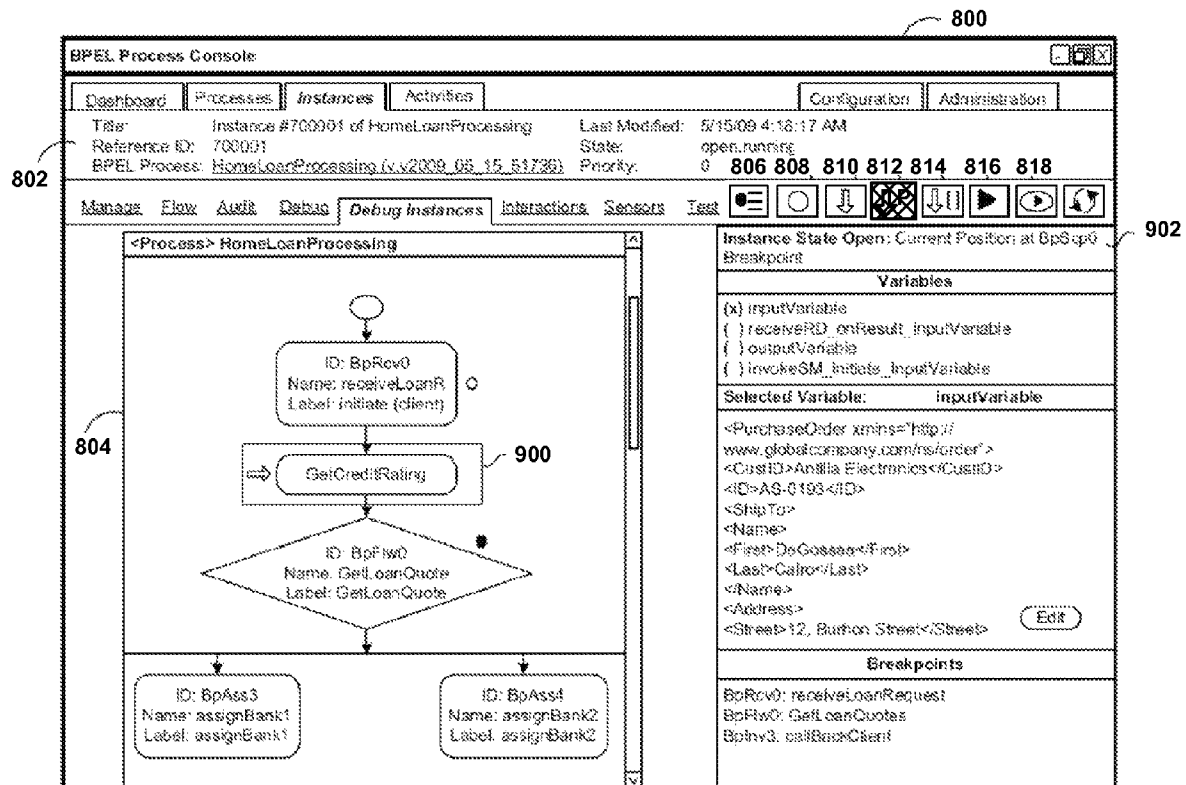 800
BPEL Process Console
Dashboard Processes Instances Activities Configuration Administration
Title: Instance #700001 of HomeLoanProcessing Last Modified: 5/15/09 4:18:17 AM
Reference ID: 700001 State: open.running
BPEL Process: HomeLoanProcessing (v.v2009_06_15_51736) Priority: 0
802
806 808 810 812 814 816 818
Manage Flow Audit Debug Debug Instances Interactions Sensors Test
<Process> HomeLoanProcessing
Instance State Open: Current Position at BpScp0
Breakpoint
902
Variables
(x) inputVariable
( ) receiveRD_onResult_InputVariable
( ) outputVariable
( ) invokeSM_Initiate_InputVariable
Selected Variable: inputVariable
<PurchaseOrder xmlns="http://
www.globalcompany.com/ns/order">
<CustID>Antilia Electronics</CustID>
<ID>AS-0193</ID>
<ShipTo>
<Name>
<First>DeGossea</First>
<Last>Cairo</Last>
</Name>
<Address>
<Street>12, Burhon Street</Street>
Edit
Breakpoints
BpRcv0: receiveLoanRequest
BpFlw0: GetLoanQuotes
BpInv3: callBackClient
ID: BpRcv0
Name: receiveLoanR
Label: initiate (client)
804
GetCreditRating
900
ID: BpFlw0
Name: GetLoanQuote
Label: GetLoanQuote
ID: BpAss3
Name: assignBank1
Label: assignBank1
ID: BpAss4
Name: assignBank2
Label: assignBank2